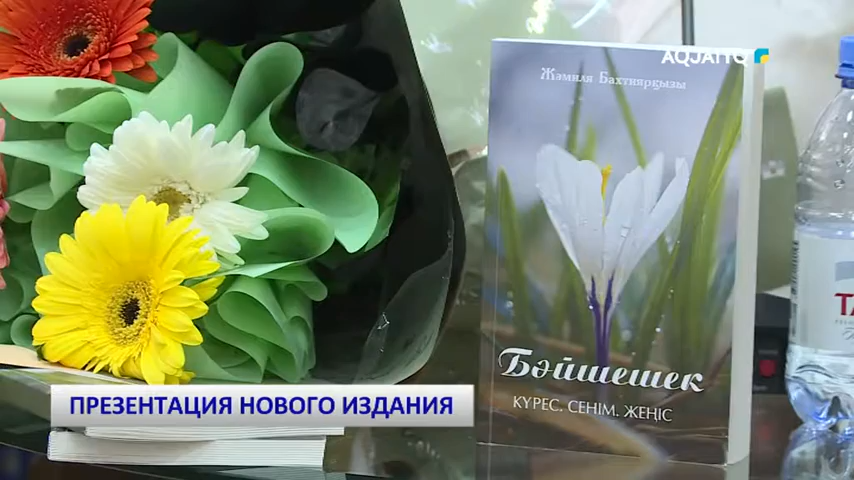 AQJAIYQ
Жәмиля Бахтиярқызы
Бәйшешек
КҮРЕС. СЕНІМ. ЖЕҢІС
ПРЕЗЕНТАЦИЯ НОВОГО ИЗДАНИЯ